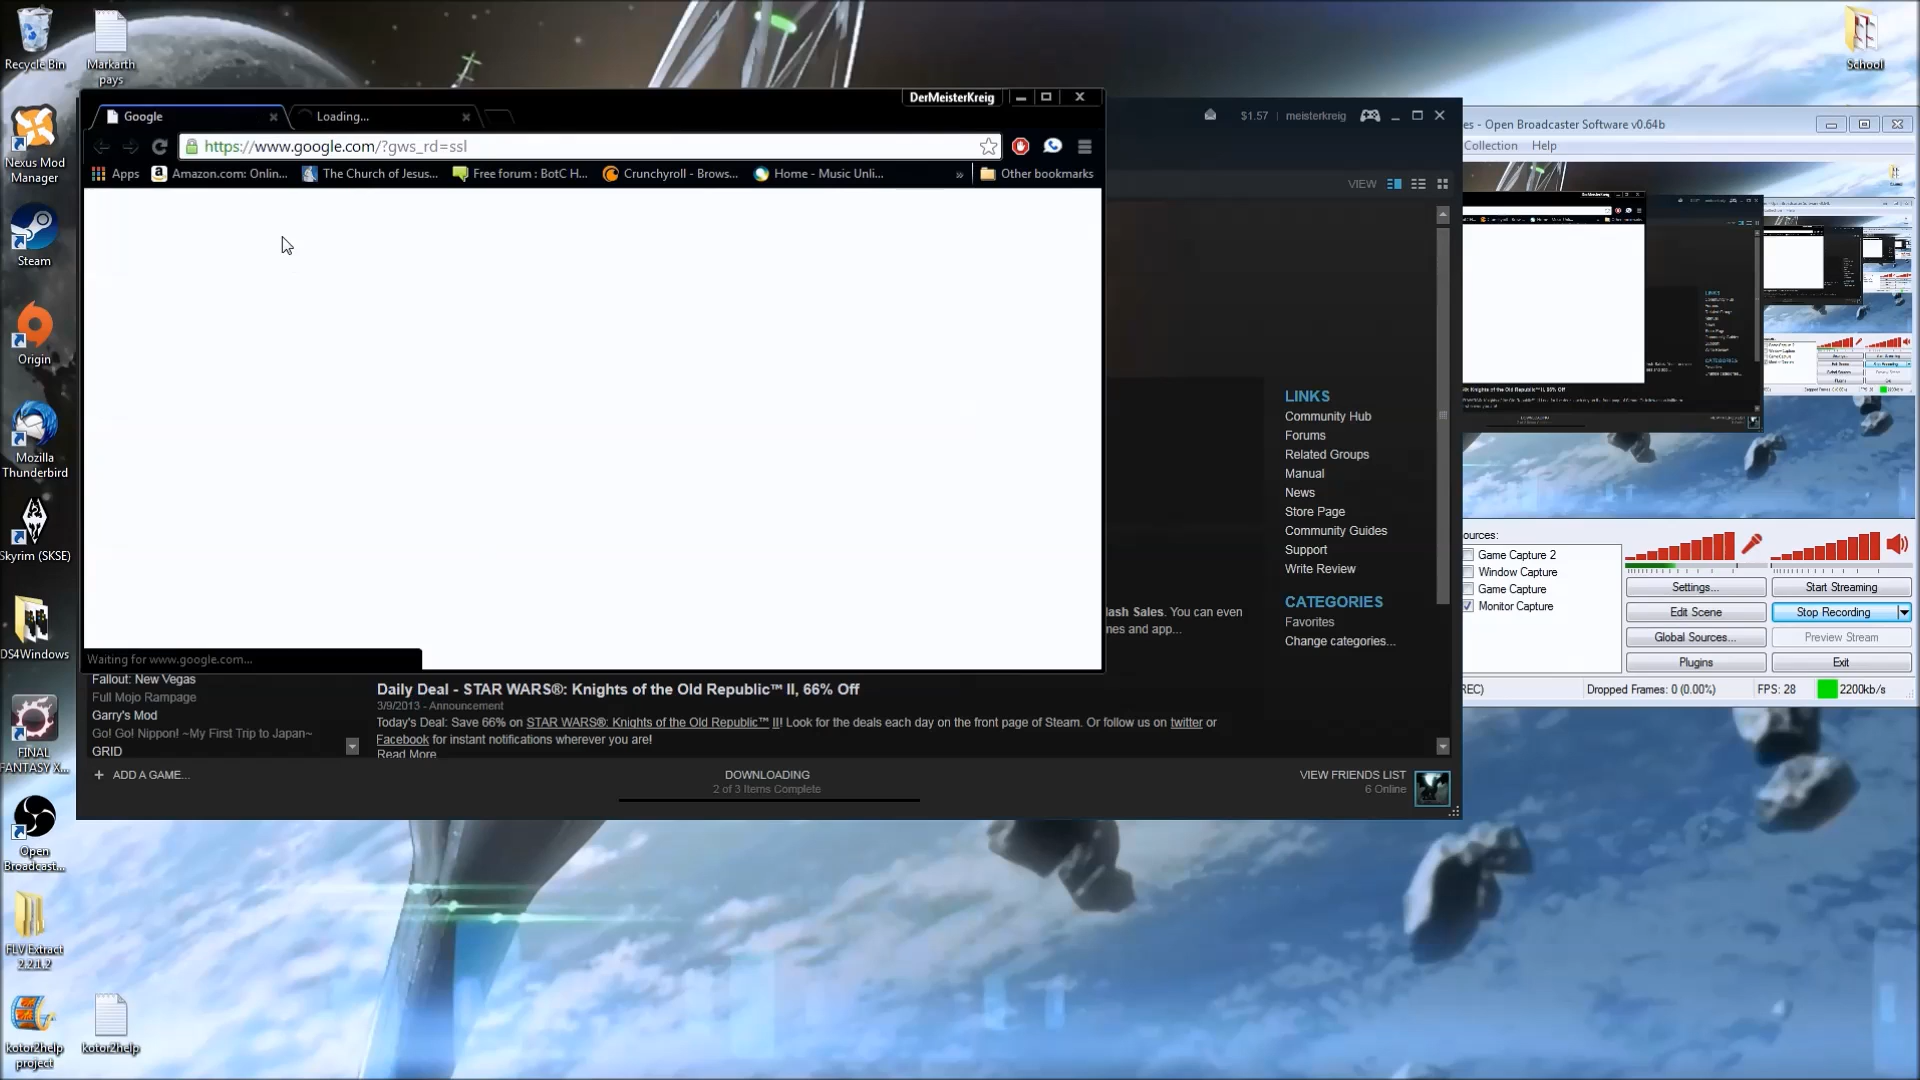 Recycle Bin
Markarth
pays
Nexus Mod
Manager
Steam
Origin
Mozilla
Thunderbird
Skyrim (SKSE)
DS4Windows
FINAL
FANTASY X...
Open
Broadcast...
FLV Extract
2.2.1.2
kotor2help
project
kotor2help
School
DerMeisterKreig
Google
Loading...
https://www.google.com/?gws_rd=ssl
Apps
Amazon.com: Onlin...
The Church of Jesus...
Free forum : BotC H...
Crunchyroll - Brows...
Home - Music Unli...
»
Other bookmarks
Waiting for www.google.com...
$1.57
meisterkreig
VIEW
LINKS
Community Hub
Forums
Related Groups
Manual
News
Store Page
Community Guides
Support
Write Review
CATEGORIES
Favorites
Change categories...
lash Sales. You can even
mes and app...
Fallout: New Vegas
Full Mojo Rampage
Garry's Mod
Go! Go! Nippon! ~My First Trip to Japan~
GRID
Daily Deal - STAR WARS®: Knights of the Old Republic™ II, 66% Off
3/9/2013 - Announcement
Today's Deal: Save 66% on STAR WARS®: Knights of the Old Republic™ II! Look for the deals each day on the front page of Steam. Or follow us on twitter or
Facebook for instant notifications wherever you are!
Read More
+ ADD A GAME...
DOWNLOADING
2 of 3 Items Complete
VIEW FRIENDS LIST
6 Online
es - Open Broadcaster Software v0.64b
Collection
Help
ources:
Game Capture 2
Window Capture
Game Capture
Monitor Capture
Settings...
Start Streaming
Edit Scene
Stop Recording
Global Sources...
Preview Stream
Plugins
Exit
REC)
Dropped Frames: 0 (0.00%)
FPS: 28
2200kb/s